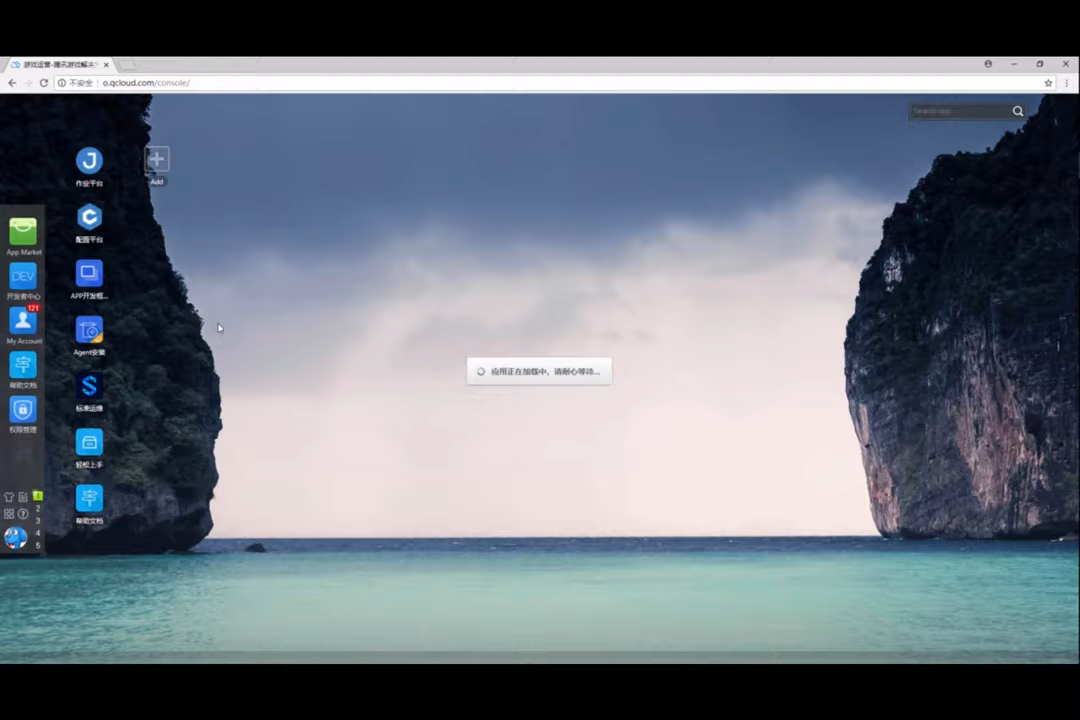 游戏运营-腾讯游戏解决
不安全 o.qcloud.com/console/
Search app
作业平台
Add
配置平台
App Market
DEV
开发者中心
APP开发框...
121
My Account
Agent安装
应用正在加载中，请耐心等待...
帮助文档
标准运维
权限管理
轻松上手
帮助文档
1
2
3
4
5